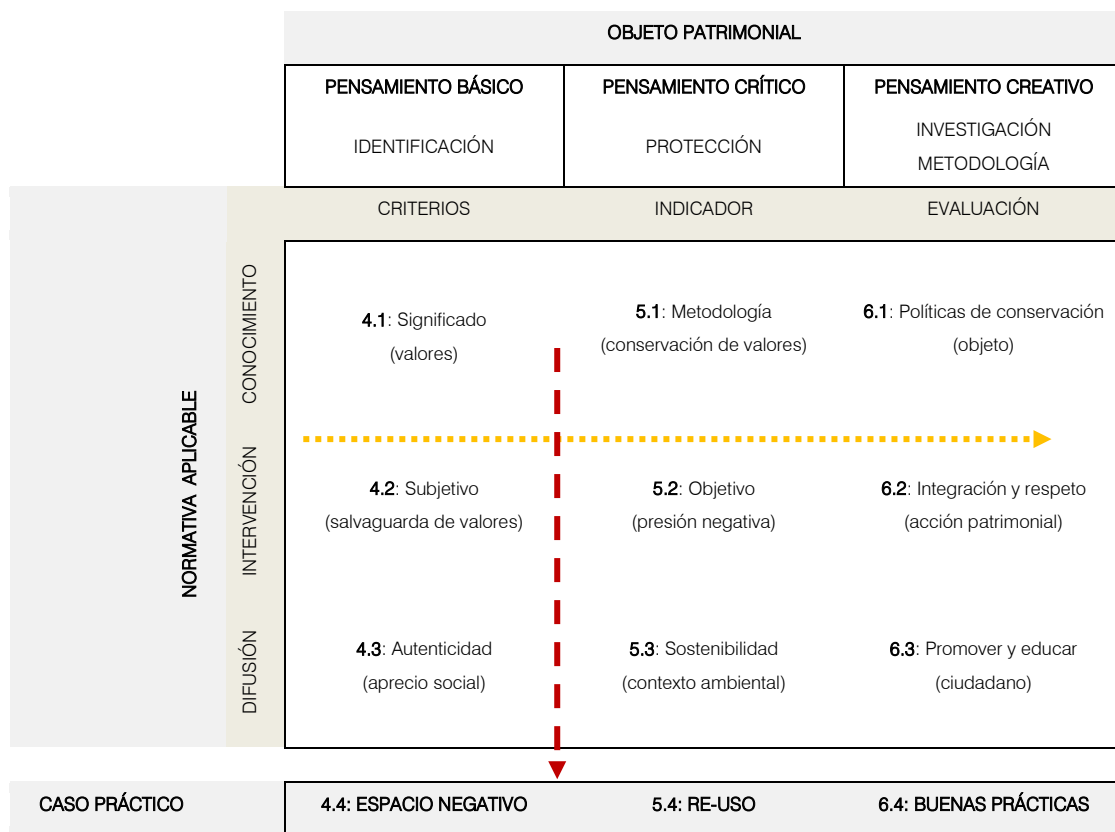 OBJETO PATRIMONIAL
PENSAMIENTO BÁSICO
PENSAMIENTO CRÍTICO
PENSAMIENTO CREATIVO
IDENTIFICACIÓN
PROTECCIÓN
INVESTIGACIÓN
METODOLOGÍA
CRITERIOS
INDICADOR
EVALUACIÓN
NORMATIVA APLICABLE
CONOCIMIENTO
4.1: Significado
(valores)
5.1: Metodología
(conservación de valores)
6.1: Políticas de conservación
(objeto)
INTERVENCIÓN
4.2: Subjetivo
(salvaguarda de valores)
5.2: Objetivo
(presión negativa)
6.2: Integración y respeto
(acción patrimonial)
DIFUSIÓN
4.3: Autenticidad
(aprecio social)
5.3: Sostenibilidad
(contexto ambiental)
6.3: Promover y educar
(ciudadano)
CASO PRÁCTICO
4.4: ESPACIO NEGATIVO
5.4: RE-USO
6.4: BUENAS PRÁCTICAS